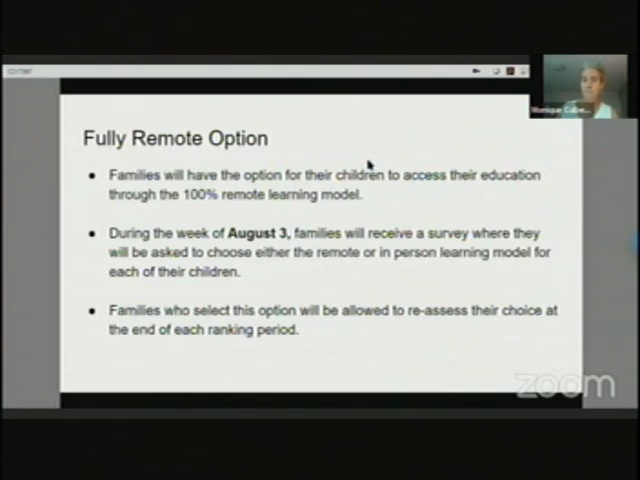 Fully Remote Option
Families will have the option for their children to access their education
through the 100% remote learning model.
During the week of August 3, families will receive a survey where they
will be asked to choose either the remote or in person learning model for
each of their children.
Families who select this option will be allowed to re-assess their choice at
the end of each ranking period.
Monique
zoom